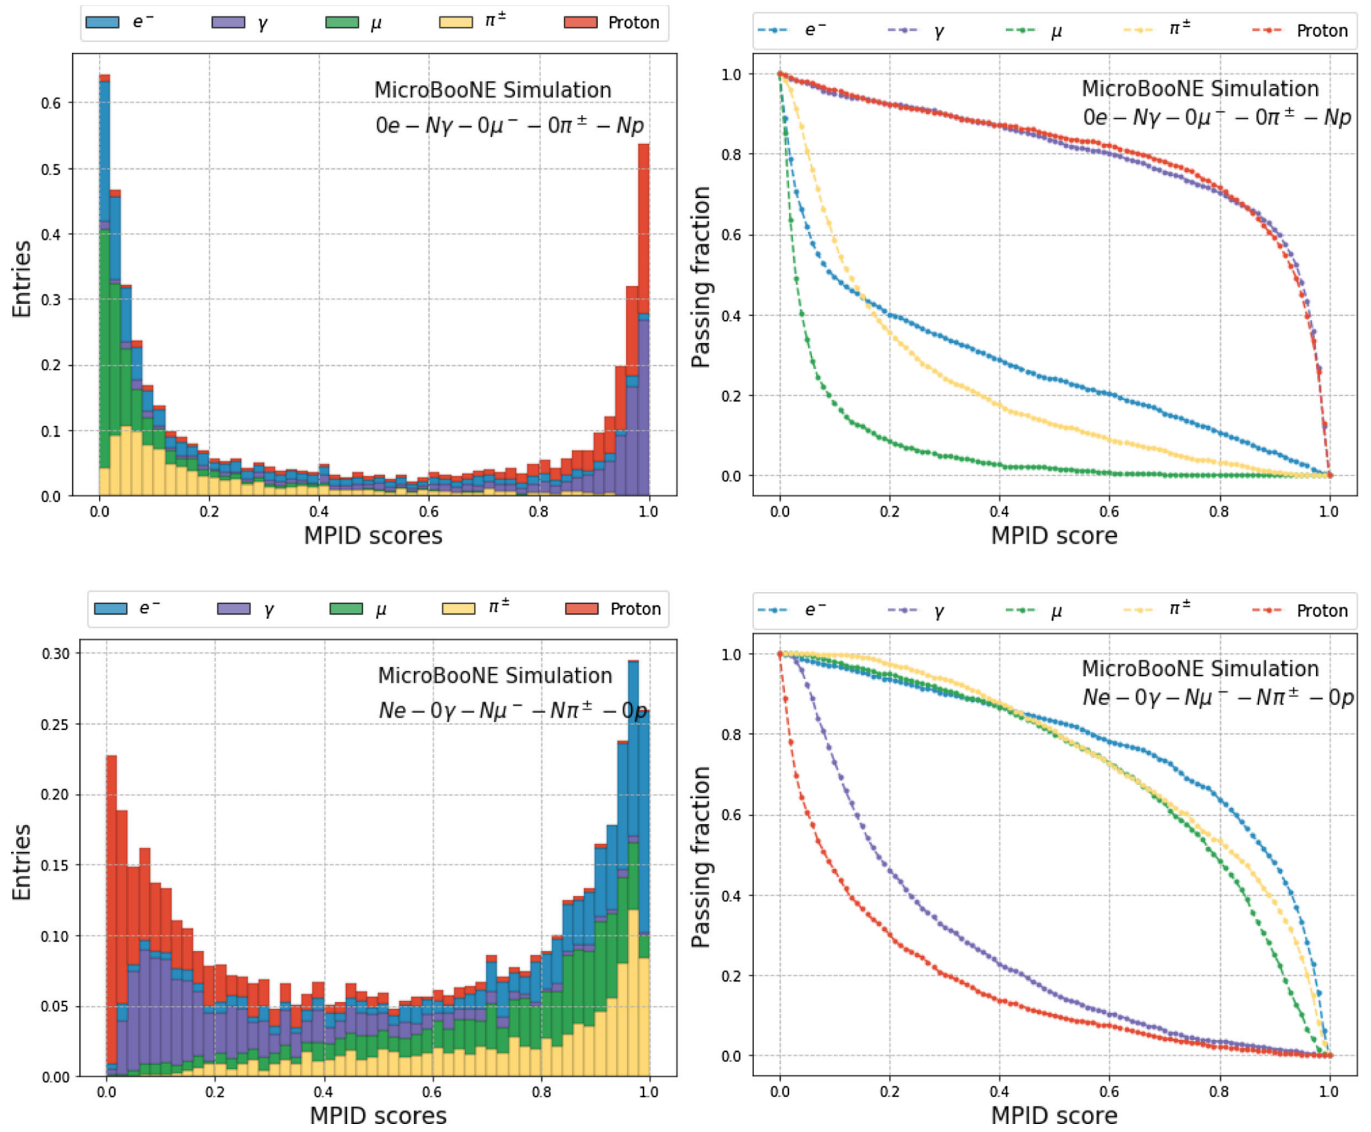 e⁻ γ μ π± Proton
MicroBooNE Simulation
0e − Nγ − 0μ⁻ − 0π± − Np
Entries
0.6
0.5
0.4
0.3
0.2
0.1
0.0
0.0 0.2 0.4 0.6 0.8 1.0
MPID scores
e⁻ γ μ π± Proton
MicroBooNE Simulation
0e − Nγ − 0μ⁻ − 0π± − Np
Passing fraction
1.0
0.8
0.6
0.4
0.2
0.0
0.0 0.2 0.4 0.6 0.8 1.0
MPID score
e⁻ γ μ π± Proton
MicroBooNE Simulation
Ne − 0γ − Nμ⁻ − Nπ± − 0p
Entries
0.30
0.25
0.20
0.15
0.10
0.05
0.00
0.0 0.2 0.4 0.6 0.8 1.0
MPID scores
e⁻ γ μ π± Proton
MicroBooNE Simulation
Ne − 0γ − Nμ⁻ − Nπ± − 0p
Passing fraction
1.0
0.8
0.6
0.4
0.2
0.0
0.0 0.2 0.4 0.6 0.8 1.0
MPID score